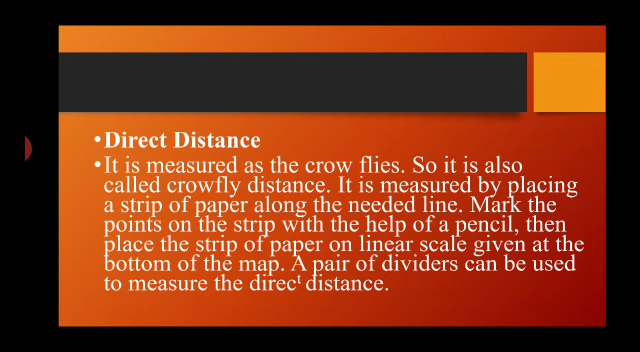 •Direct Distance
•It is measured as the crow flies. So it is also
called crowfly distance. It is measured by placing
a strip of paper along the needed line. Mark the
points on the strip with the help of a pencil, then
place the strip of paper on linear scale given at the
bottom of the map. A pair of dividers can be used
to measure the direcᵗ distance.